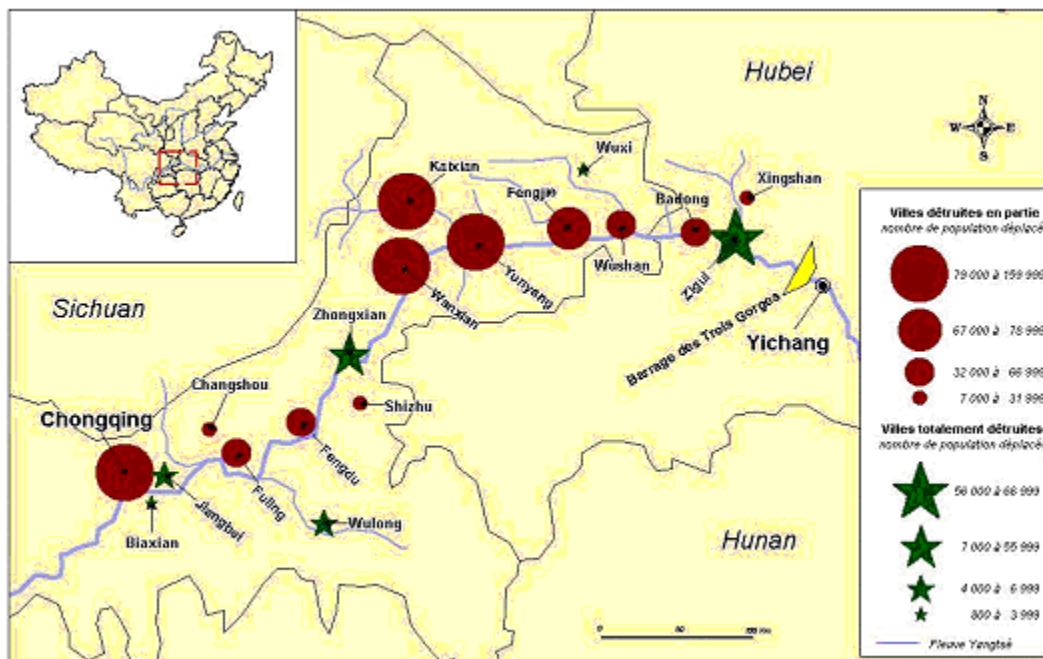 Hubei
N
W E
S
Wuxi
Kaixian
Xingshan
Fengjie
Badong
Villes détruites en partie
nombre de population déplacé
79 000 à 159 999
67 000 à 78 999
32 000 à 66 999
7 000 à 31 999
Wushan
Yunyang
Zigui
Wanxian
Sichuan
Zhongxian
Barrage des Trois Gorges
Yichang
Changshou
Shizhu
Chongqing
Fengdu
Fuling
Jiangbui
Biaxian
Wulong
Hunan
Villes totalement détruites
nombre de population déplacé
56 000 à 66 999
7 000 à 55 999
4 000 à 6 999
800 à 3 999
Fleuve Yangtsé
0